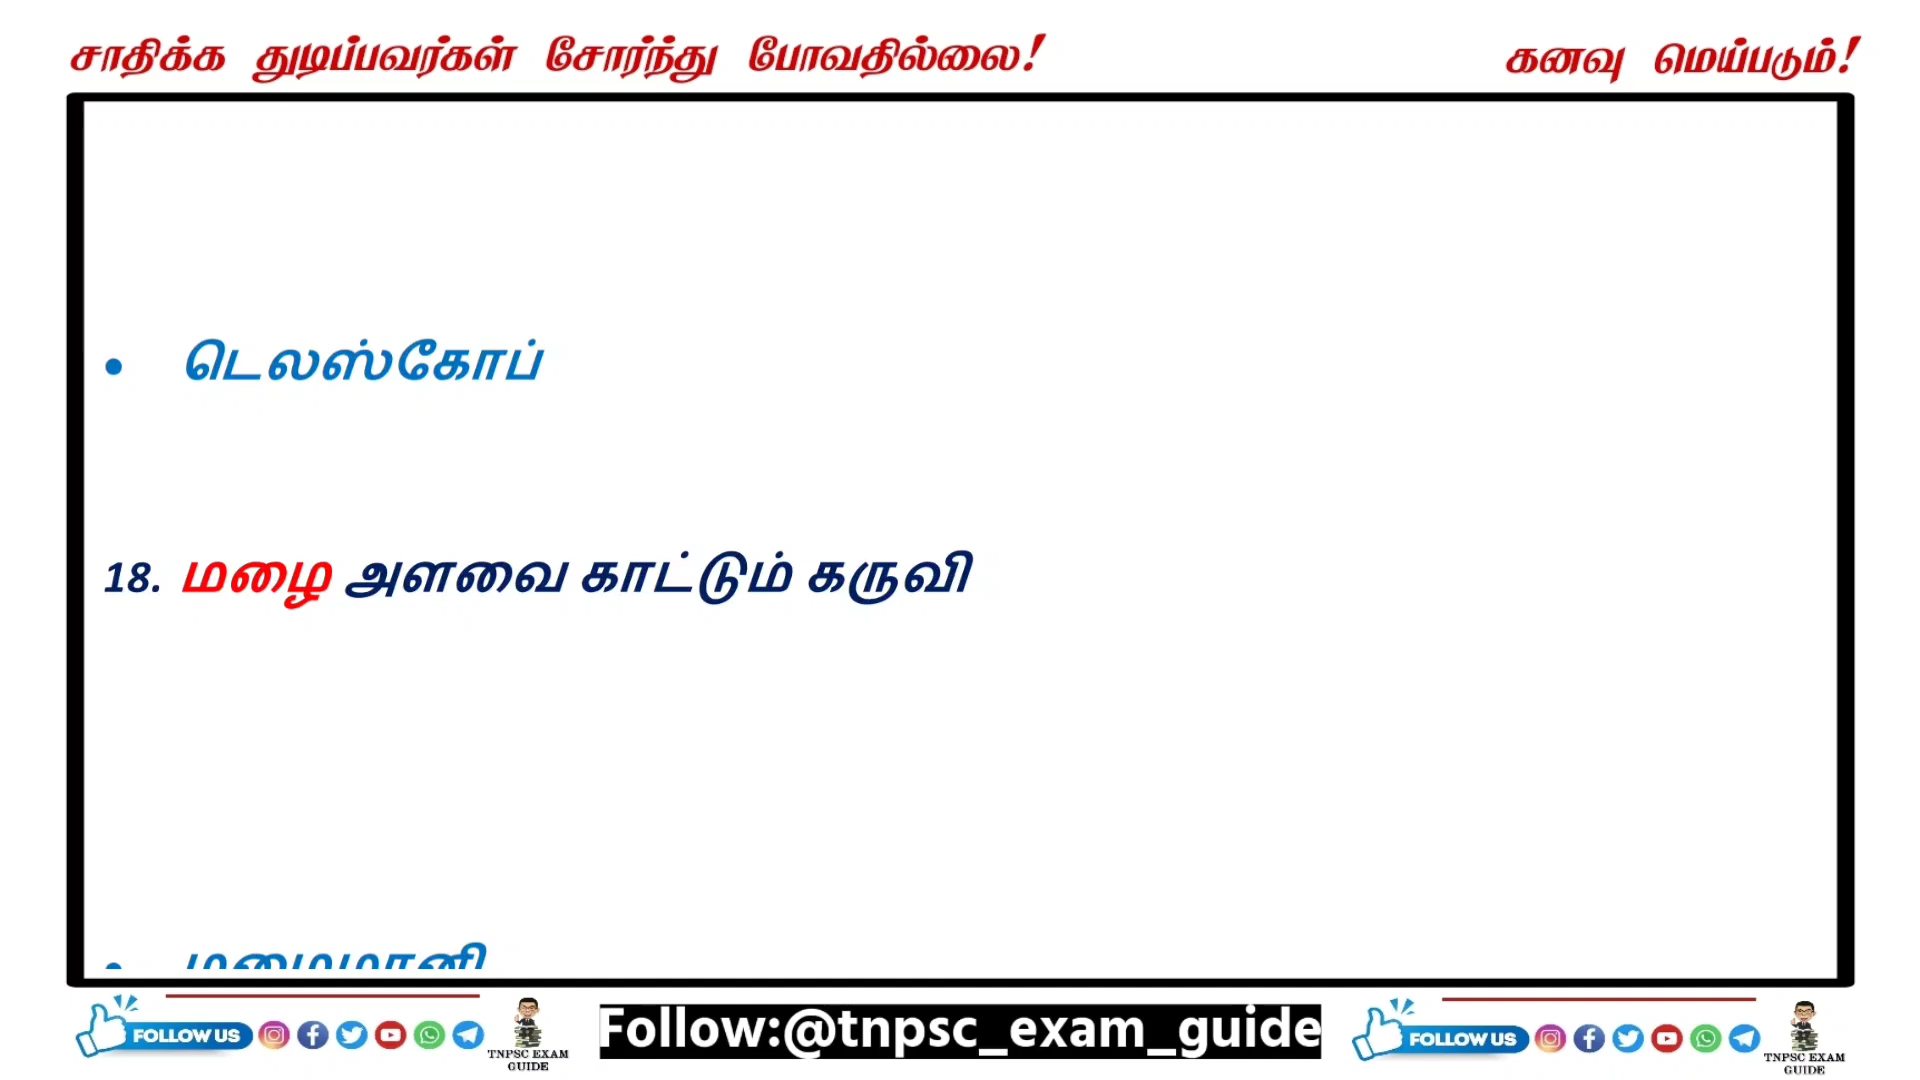 சாதிக்க துடிப்பவர்கள் சோர்ந்து போவதில்லை!
கனவு மெய்படும்!
• டெலஸ்கோப்
18. மழை அளவை காட்டும் கருவி
• மழைமானி
FOLLOW US
TNPSC EXAM
GUIDE
Follow:@tnpsc_exam_guide
FOLLOW US
TNPSC EXAM
GUIDE